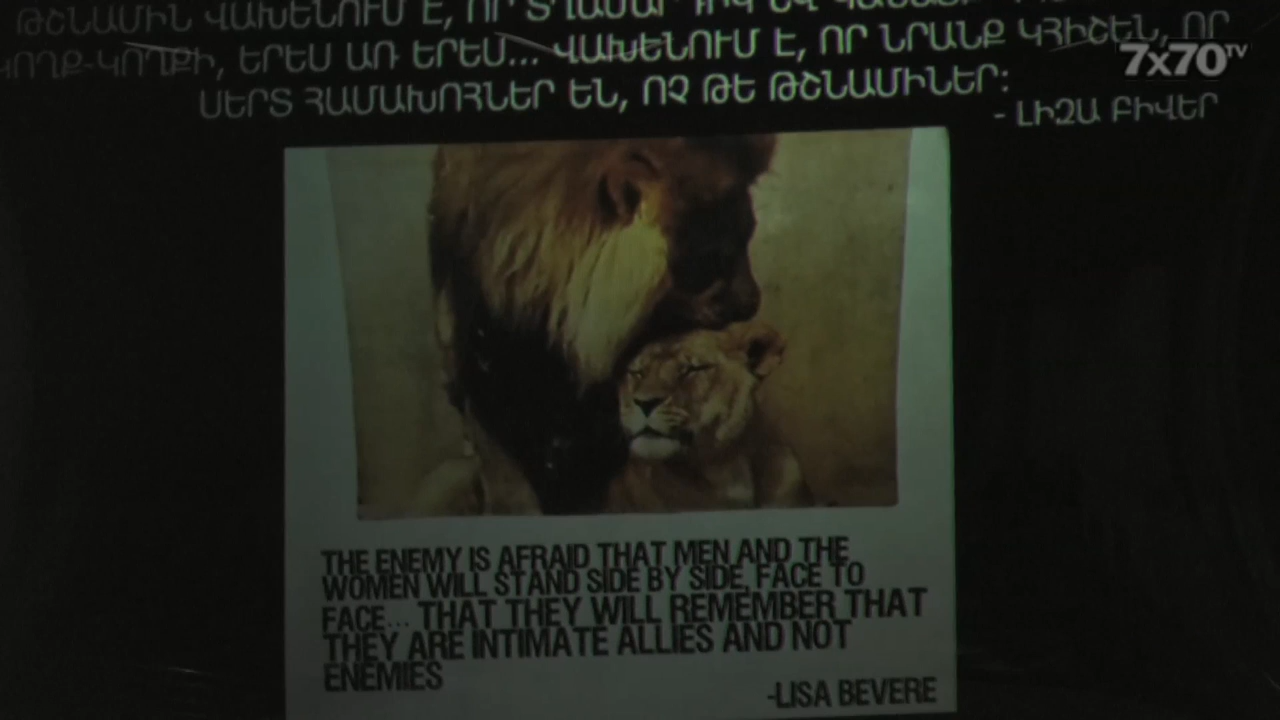 ԹՇՆԱՄԻՆ ՎԱԽԵՆՈՒՄ Է, ՈՐ
ԿՈՂՔ-ԿՈՂՔԻ, ԵՐԵՍ ԱՌ ԵՐԵՍ... ՎԱԽԵՆՈՒՄ Է, ՈՐ ՆՐԱՆՔ ԿՀԻՇԵՆ, ՈՐ
ՍԵՐՏ ՀԱՄԱԽՈՀՆԵՐ ԵՆ, ՈՉ ԹԵ ԹՇՆԱՄԻՆԵՐ:
- ԼԻԶԱ ԲԻՎԵՐ
7x70TV
THE ENEMY IS AFRAID THAT MEN AND THE
WOMEN WILL STAND SIDE BY SIDE, FACE TO
FACE... THAT THEY WILL REMEMBER THAT
THEY ARE INTIMATE ALLIES AND NOT
ENEMIES
-LISA BEVERE